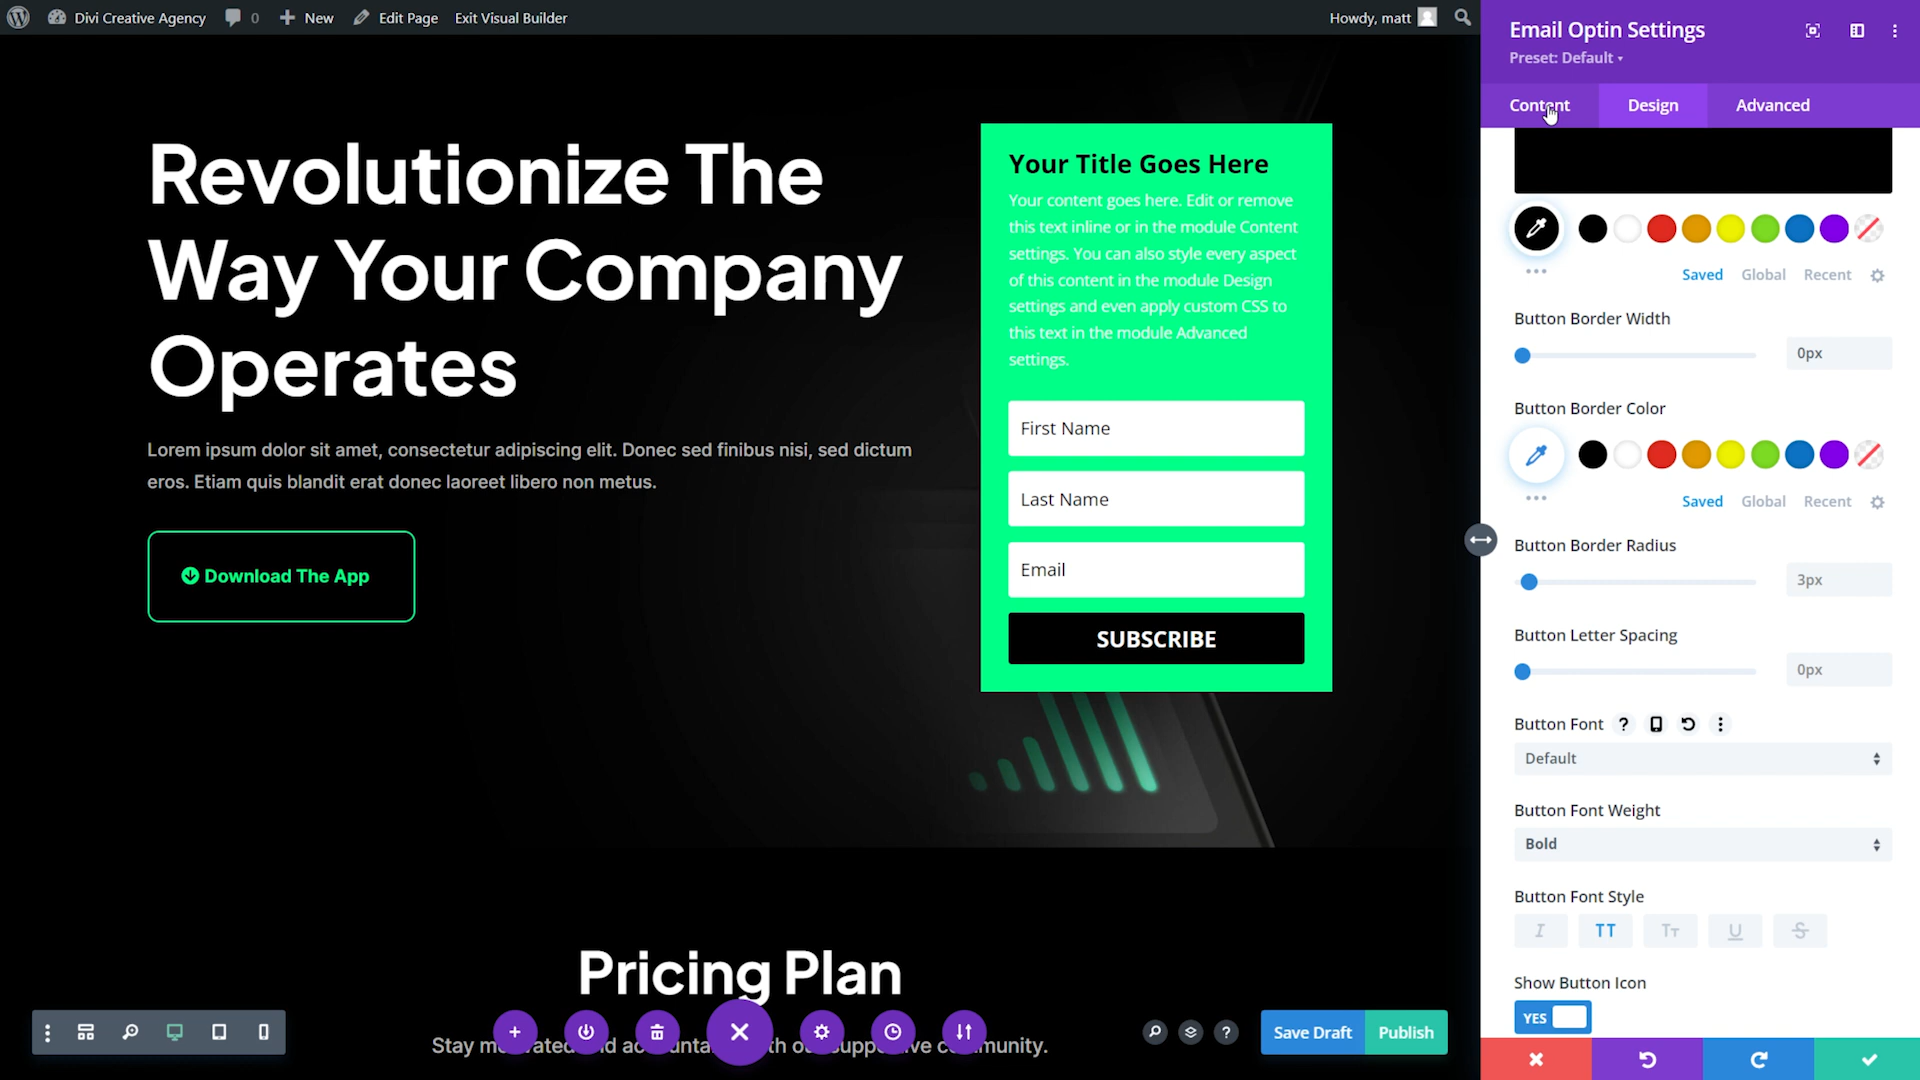 Divi Creative Agency
0
New
Edit Page
Exit Visual Builder
Howdy, matt
Revolutionize The
Way Your Company
Operates
Lorem ipsum dolor sit amet, consectetur adipiscing elit. Donec sed finibus nisi, sed dictum
eros. Etiam quis blandit erat donec laoreet libero non metus.
Download The App
Your Title Goes Here
Your content goes here. Edit or remove
this text inline or in the module Content
settings. You can also style every aspect
of this content in the module Design
settings and even apply custom CSS to
this text in the module Advanced
settings.
First Name
Last Name
Email
SUBSCRIBE
Pricing Plan
Stay
Save Draft
Publish
Email Optin Settings
Preset: Default
Content
Design
Advanced
Saved
Global
Recent
Button Border Width
0px
Button Border Color
Saved
Global
Recent
Button Border Radius
3px
Button Letter Spacing
0px
Button Font
Default
Button Font Weight
Bold
Button Font Style
I
TT
Tт
U
S
Show Button Icon
YES